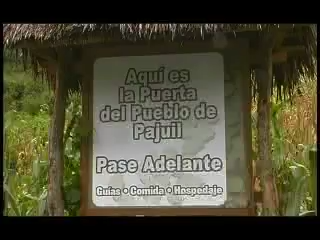 Aquí es
la Puerta
del Pueblo de
Pajuil
Pase Adelante
Guías • Comida • Hospedaje